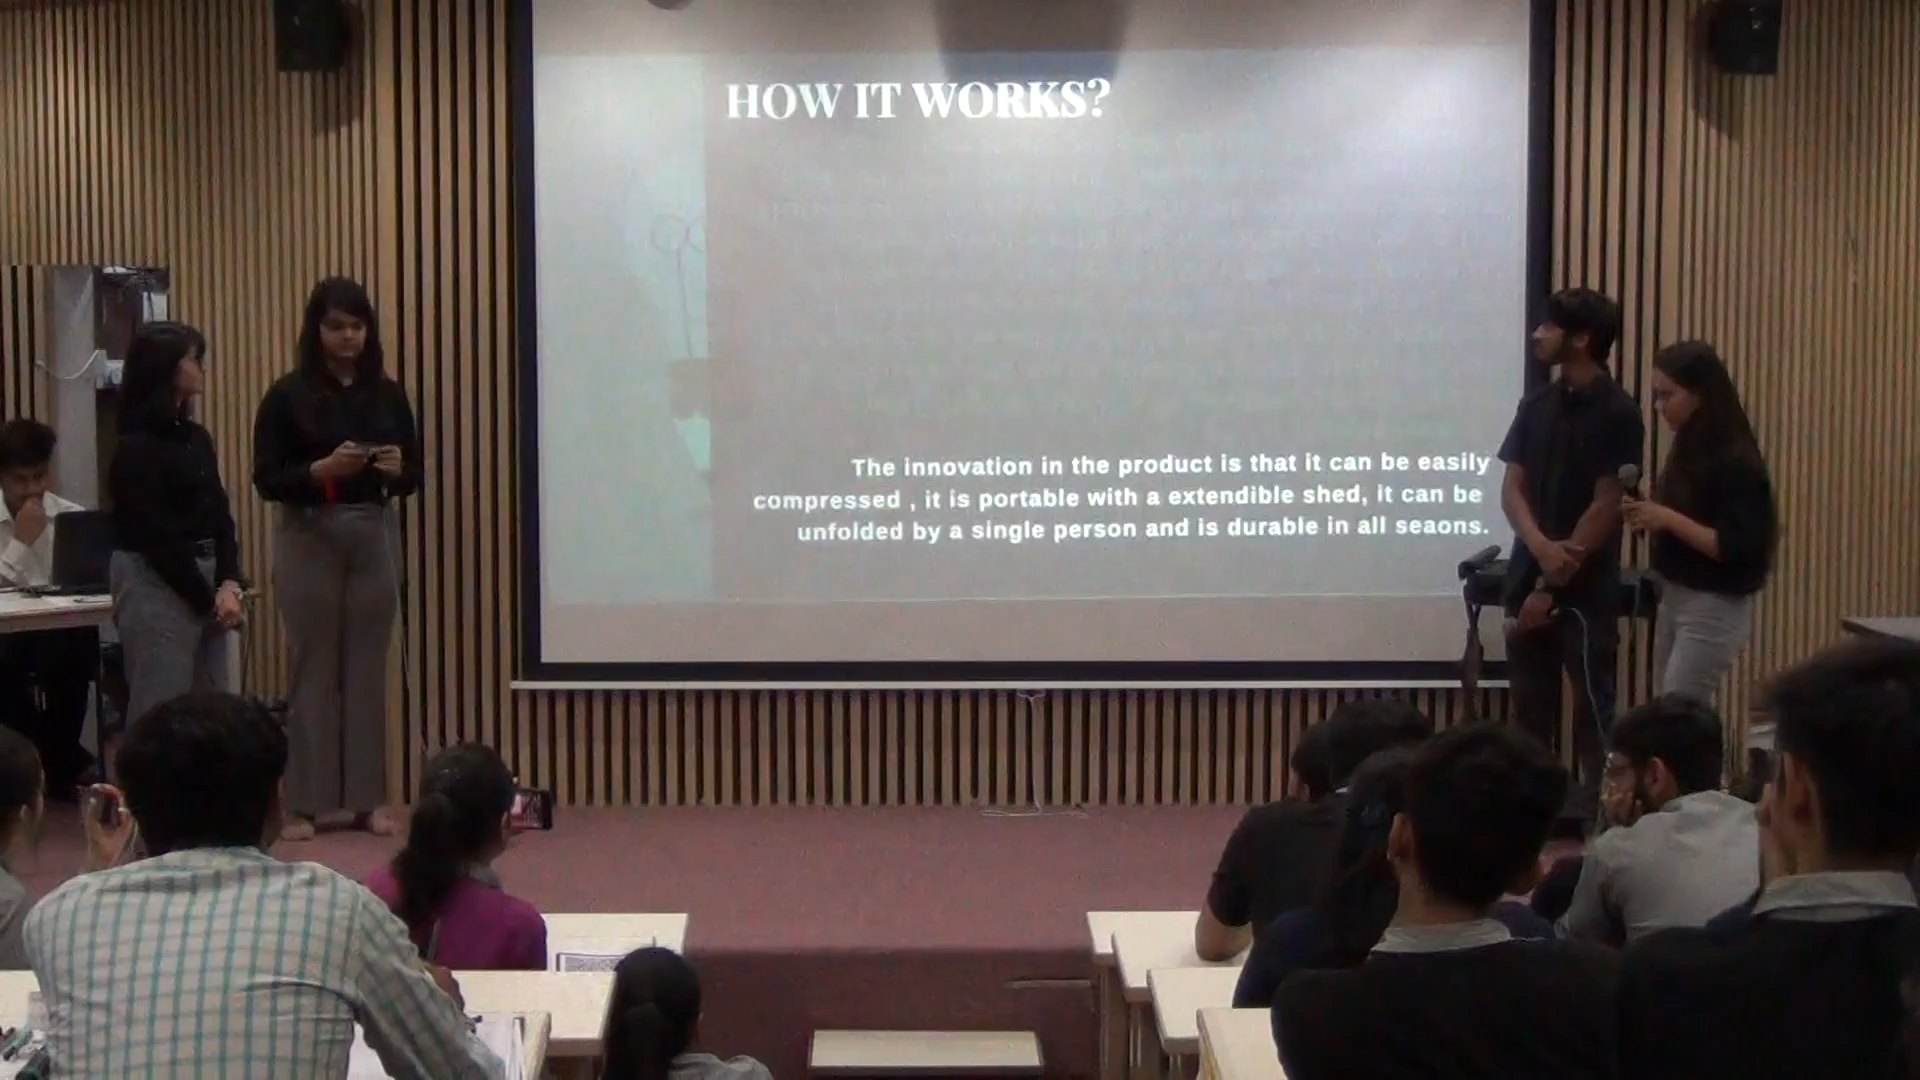 HOW IT WORKS?
The innovation in the product is that it can be easily
compressed , it is portable with a extendible shed, it can be
unfolded by a single person and is durable in all seaons.